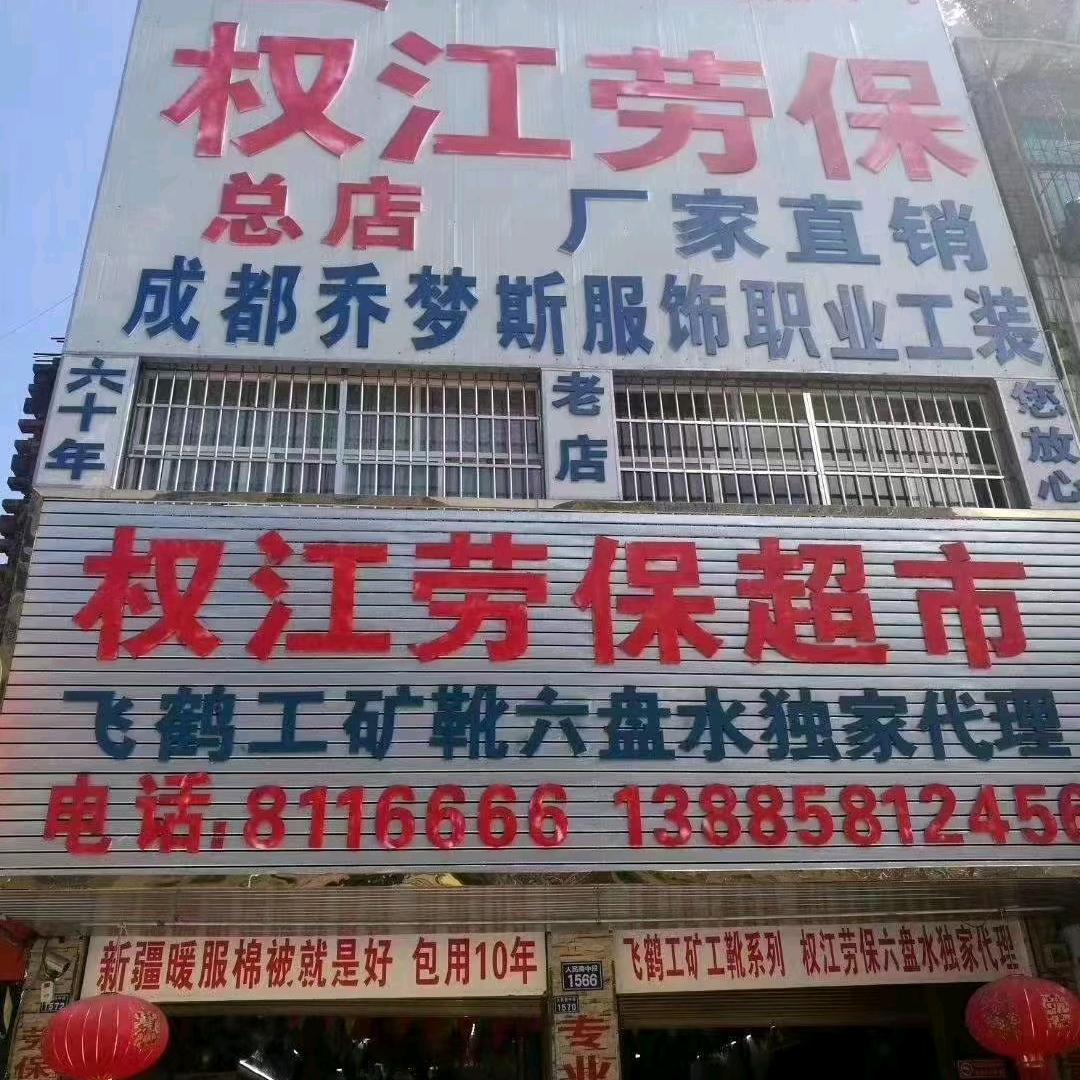 权江劳保
总店 厂家直销
成都乔梦斯服饰职业工装
六十年
老店
您放心
权江劳保超市
飞鹤工矿靴六盘水独家代理
电话:8116666 13885812456
新疆暖服棉被就是好 包用10年
飞鹤工矿工靴系列 权江劳保六盘水独家代理
1566
1572
1570
劳保
专业